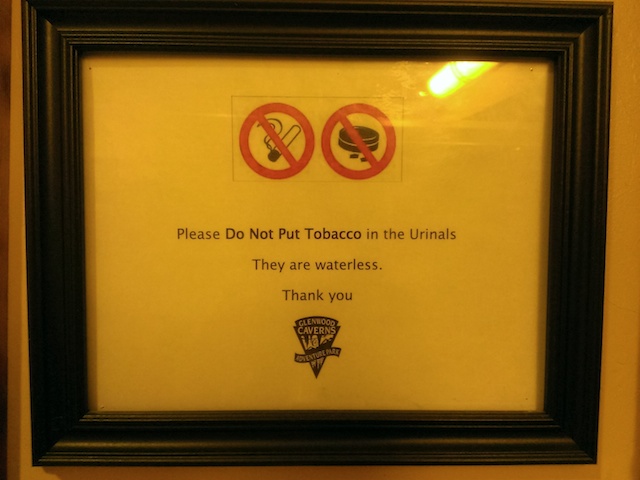 Please Do Not Put Tobacco in the Urinals
They are waterless.
Thank you
GLENWOOD
CAVERNS
ADVENTURE PARK